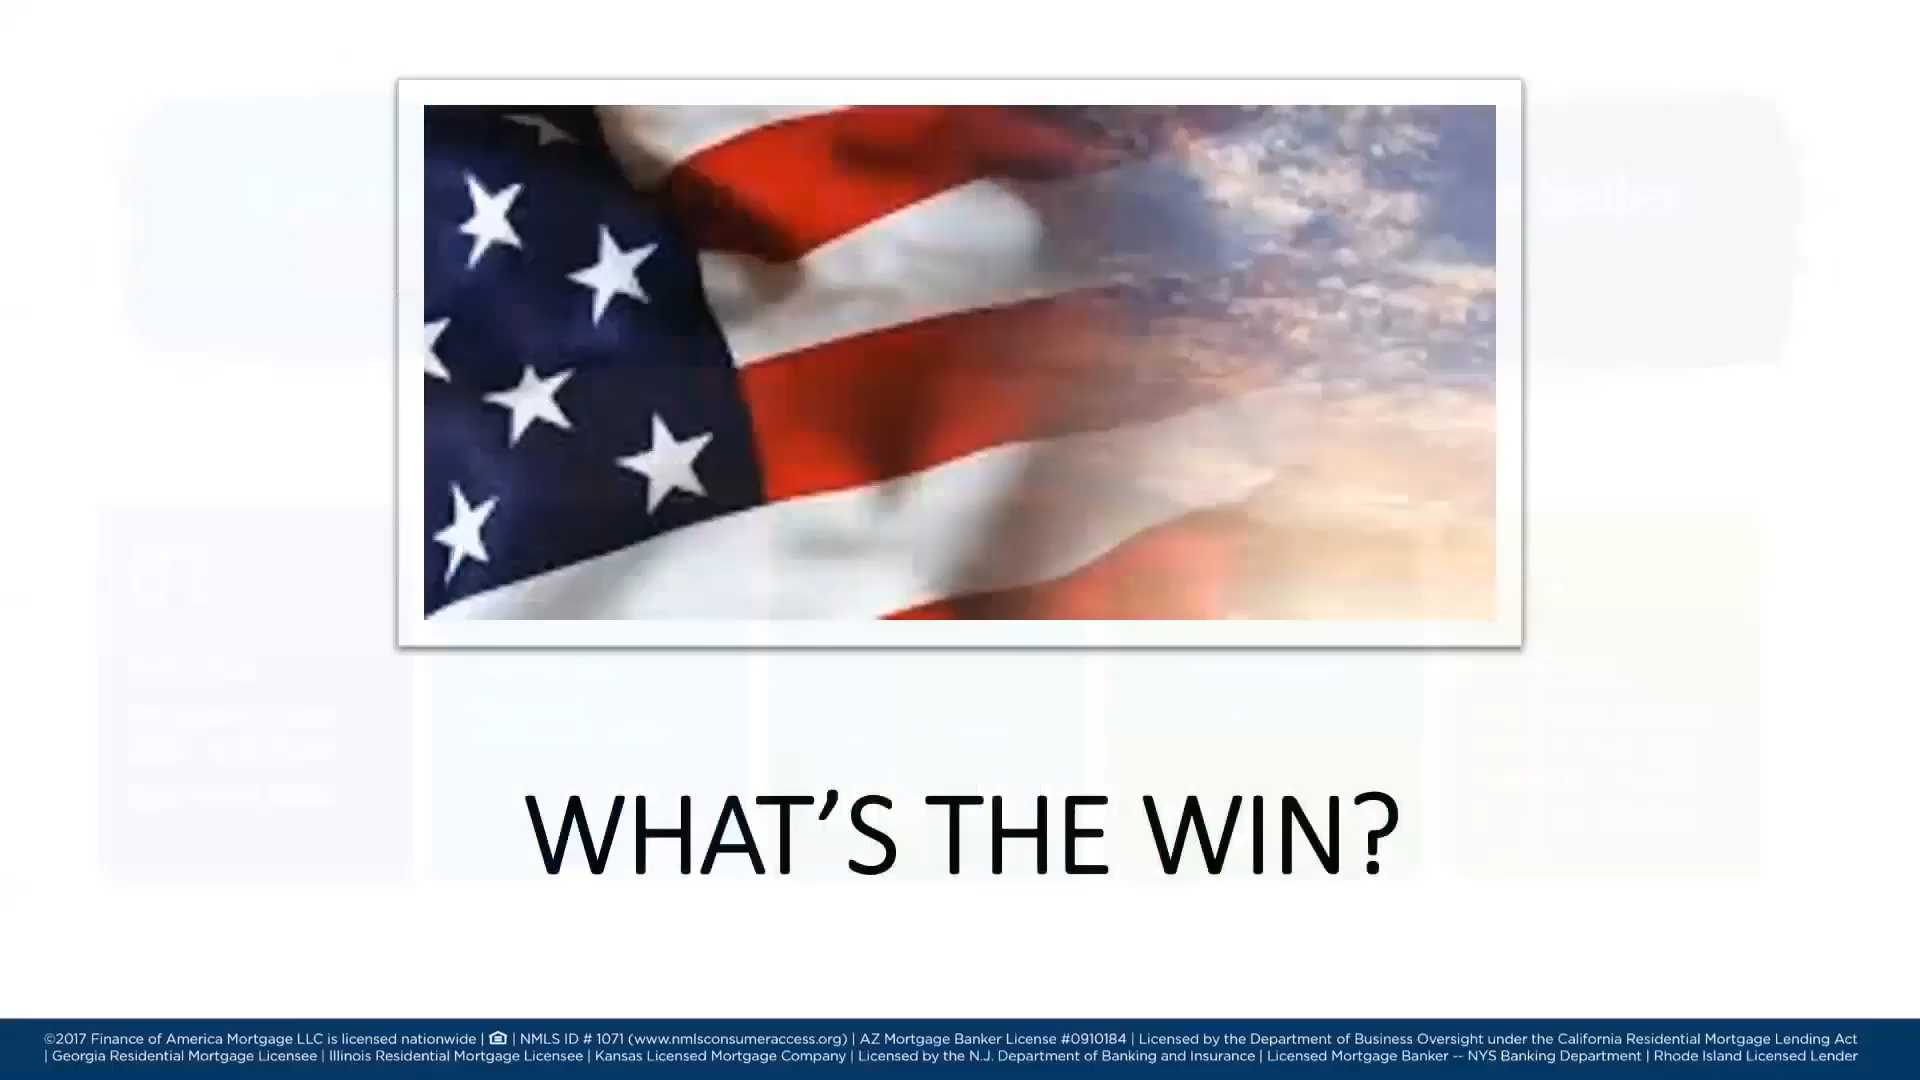 WHAT’S THE WIN?
©2017 Finance of America Mortgage LLC is licensed nationwide | | NMLS ID # 1071 (www.nmlsconsumeraccess.org) | AZ Mortgage Banker License #0910184 | Licensed by the Department of Business Oversight under the California Residential Mortgage Lending Act
| Georgia Residential Mortgage Licensee | Illinois Residential Mortgage Licensee | Kansas Licensed Mortgage Company | Licensed by the N.J. Department of Banking and Insurance | Licensed Mortgage Banker -- NYS Banking Department | Rhode Island Licensed Lender